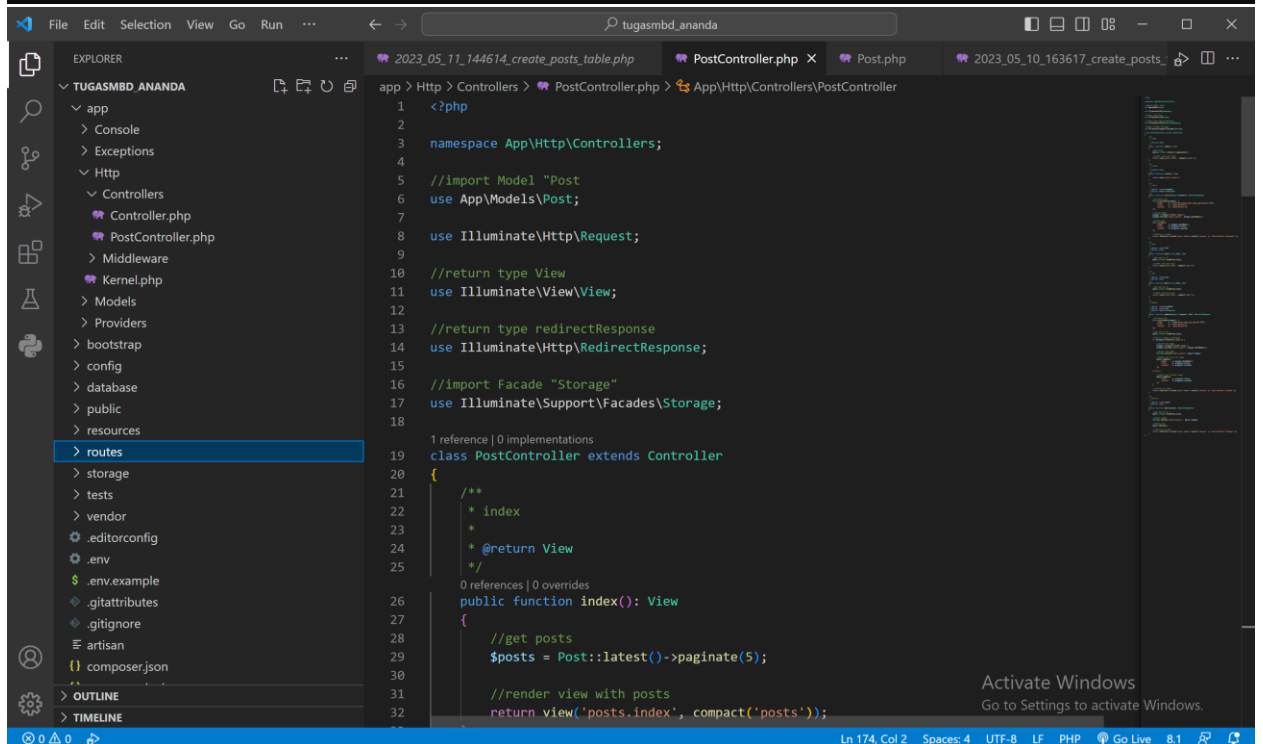 File Edit Selection View Go Run ··· tugasmbd_ananda
EXPLORER ···
2023_05_11_144614_create_posts_table.php PostController.php Post.php 2023_05_10_163617_create_posts_
TUGASMBD_ANANDA
app > Http > Controllers > PostController.php > App\Http\Controllers\PostController
app
Console
Exceptions
Http
Controllers
Controller.php
PostController.php
Middleware
Kernel.php
Models
Providers
bootstrap
config
database
public
resources
routes
storage
tests
vendor
.editorconfig
.env
.env.example
.gitattributes
.gitignore
artisan
composer.json
OUTLINE
TIMELINE
1 <?php
2
3 namespace App\Http\Controllers;
4
5 //import Model "Post
6 use App\Models\Post;
7
8 use Illuminate\Http\Request;
9
10 //return type View
11 use Illuminate\View\View;
12
13 //return type redirectResponse
14 use Illuminate\Http\RedirectResponse;
15
16 //import Facade "Storage"
17 use Illuminate\Support\Facades\Storage;
18
1 reference | 0 implementations
19 class PostController extends Controller
20 {
21 /**
22 * index
23 *
24 * @return View
25 */
0 references | 0 overrides
26 public function index(): View
27 {
28 //get posts
29 $posts = Post::latest()->paginate(5);
30
31 //render view with posts
32 return view('posts.index', compact('posts'));
Activate Windows
Go to Settings to activate Windows.
0 0 Ln 174, Col 2 Spaces: 4 UTF-8 LF PHP Go Live 8.1